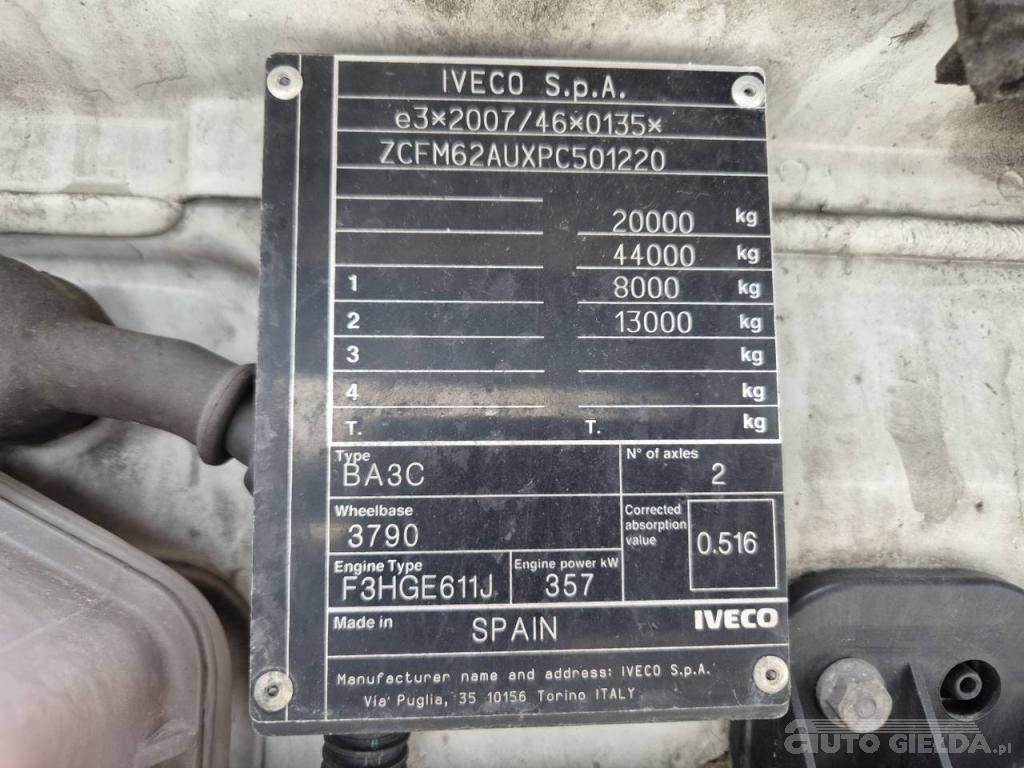 IVECO S.p.A.
e3*2007/46*0135*
ZCFM62AUXPC501220
20000 kg
44000 kg
1 8000 kg
2 13000 kg
3 kg
4 kg
T. T. kg
Type
BA3C
N° of axles
2
Wheelbase
3790
Corrected
absorption
value
0.516
Engine Type
F3HGE611J
Engine power kW
357
Made in SPAIN IVECO
Manufacturer name and address: IVECO S.p.A.
Via' Puglia, 35 10156 Torino ITALY
AUTO GIEŁDA.pl